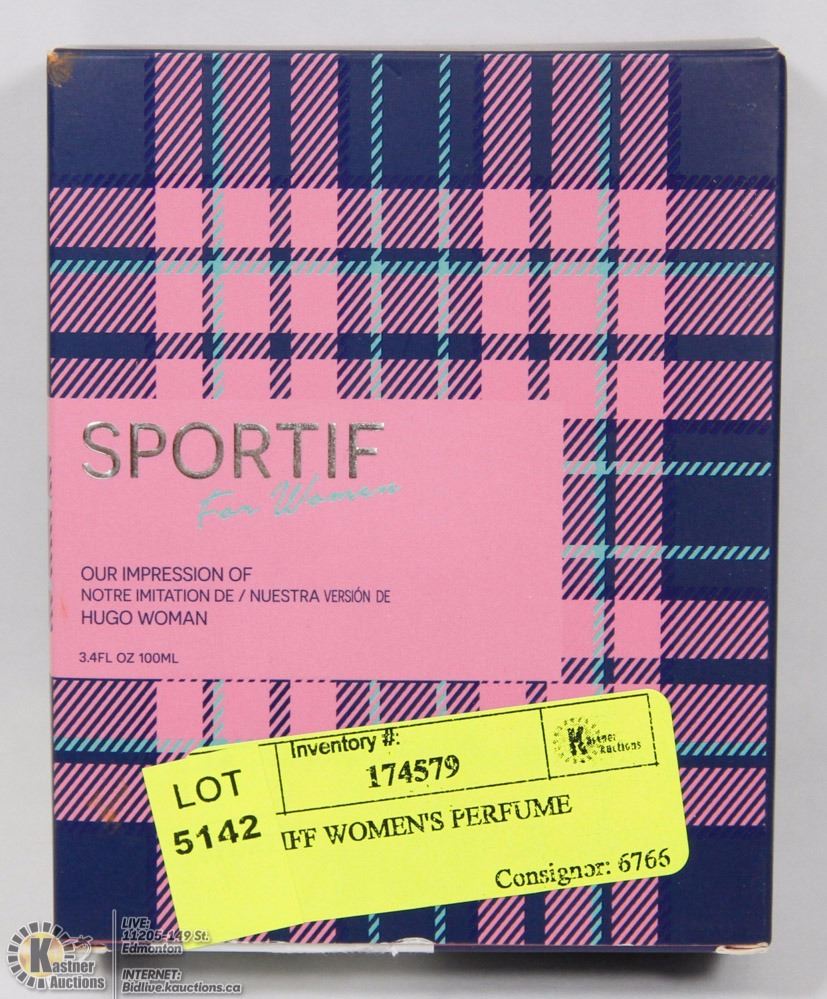 SPORTIF
For Women
OUR IMPRESSION OF
NOTRE IMITATION DE / NUESTRA VERSIÓN DE
HUGO WOMAN
3.4FL OZ 100ML
LOT
5142
Inventory #:
174579
Kastner
Auctions
IFF WOMEN'S PERFUME
Consignor: 6766
Kastner
Auctions
LIVE:
11205-149 St.
Edmonton
INTERNET:
Bidlive.kauctions.ca